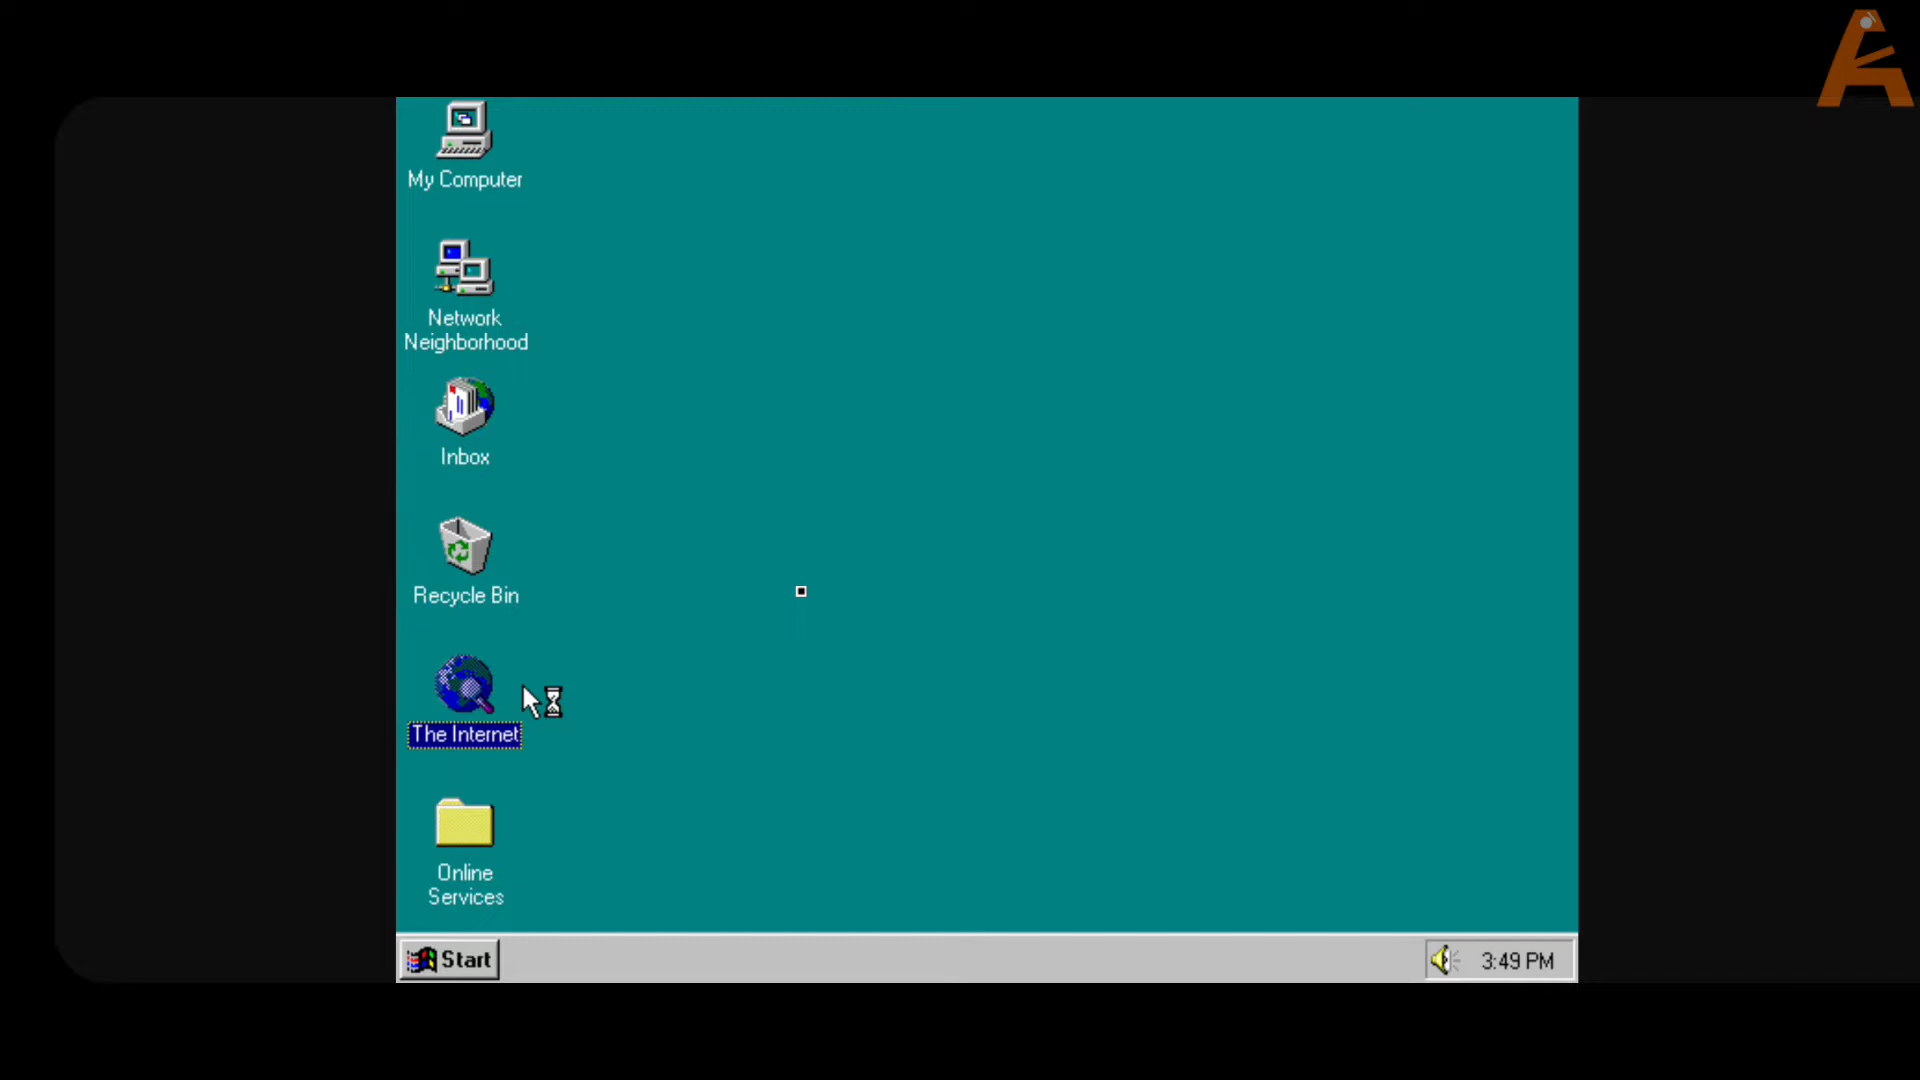 My Computer
Network
Neighborhood
Inbox
Recycle Bin
The Internet
Online
Services
Start
3:49 PM